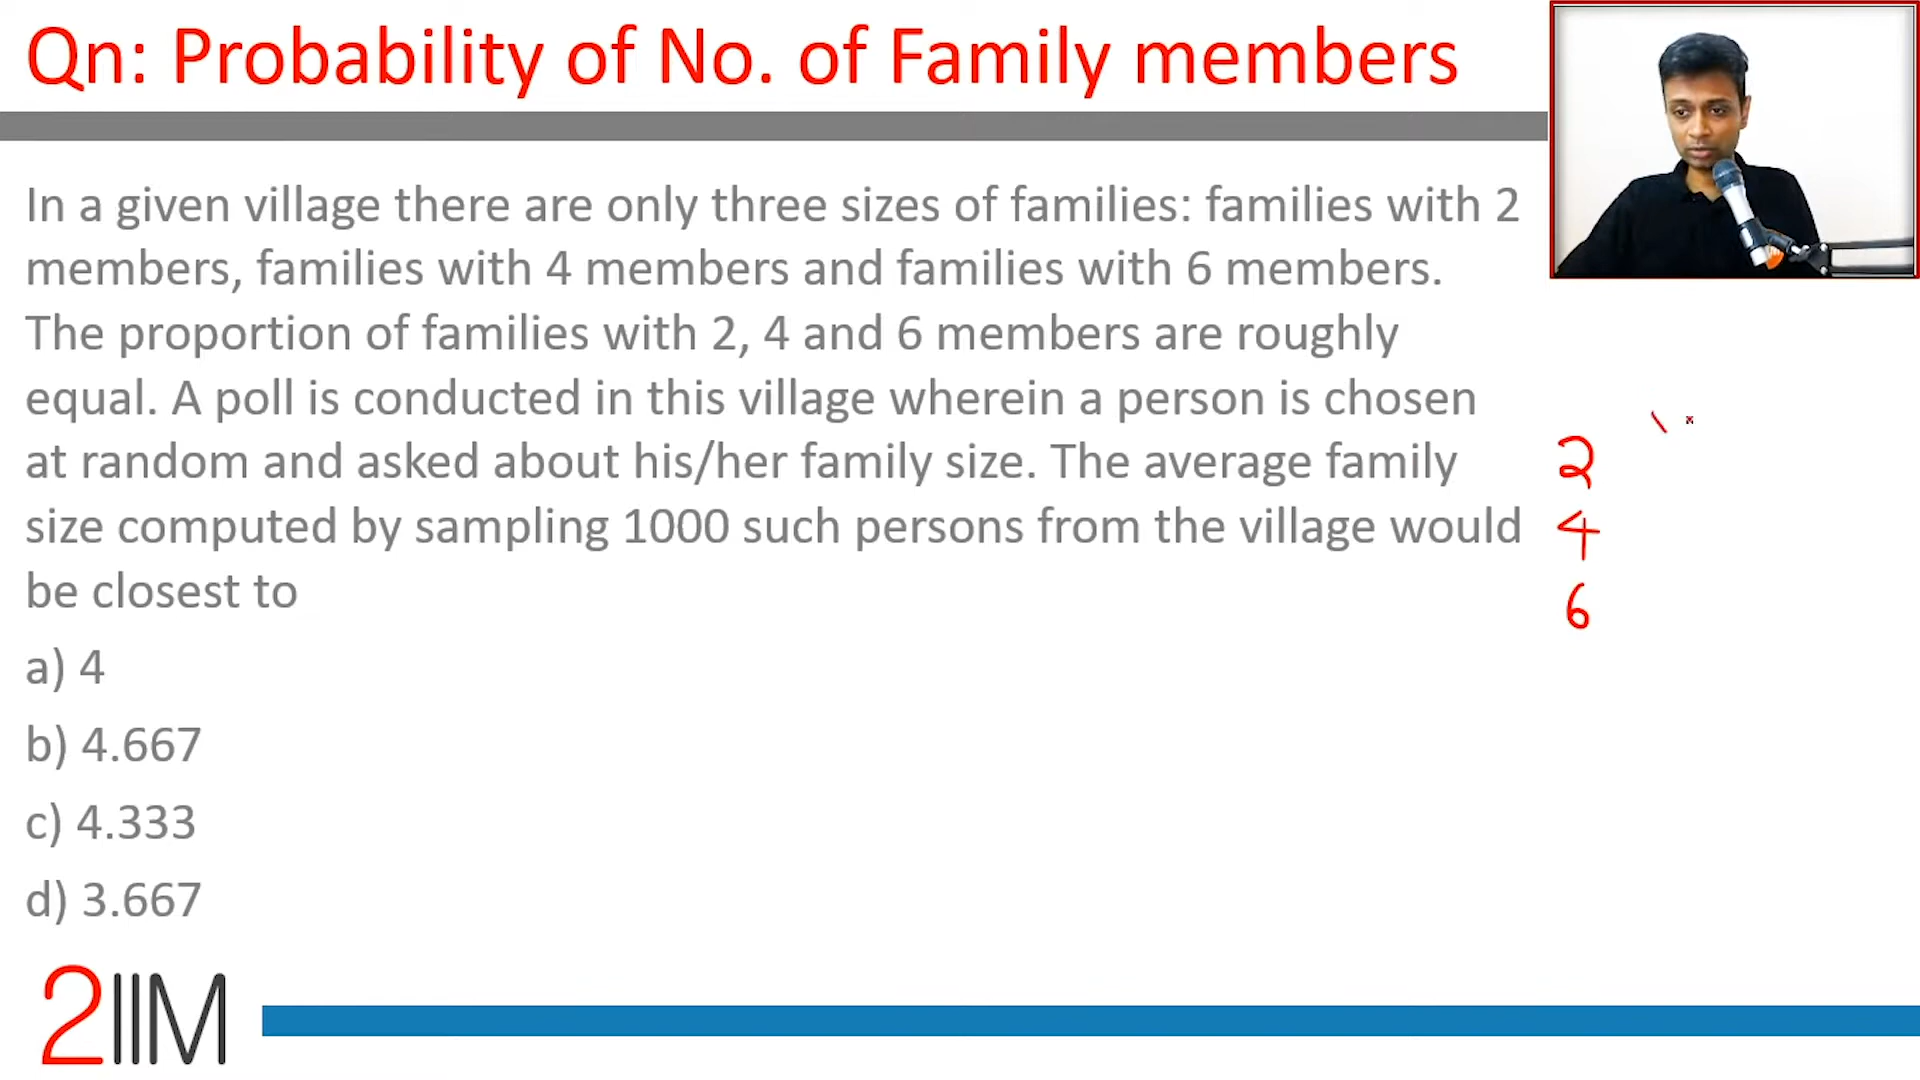 Qn: Probability of No. of Family members
In a given village there are only three sizes of families: families with 2
members, families with 4 members and families with 6 members.
The proportion of families with 2, 4 and 6 members are roughly
equal. A poll is conducted in this village wherein a person is chosen
at random and asked about his/her family size. The average family
size computed by sampling 1000 such persons from the village would
be closest to
a) 4
b) 4.667
c) 4.333
d) 3.667
2
4
6
2IIM